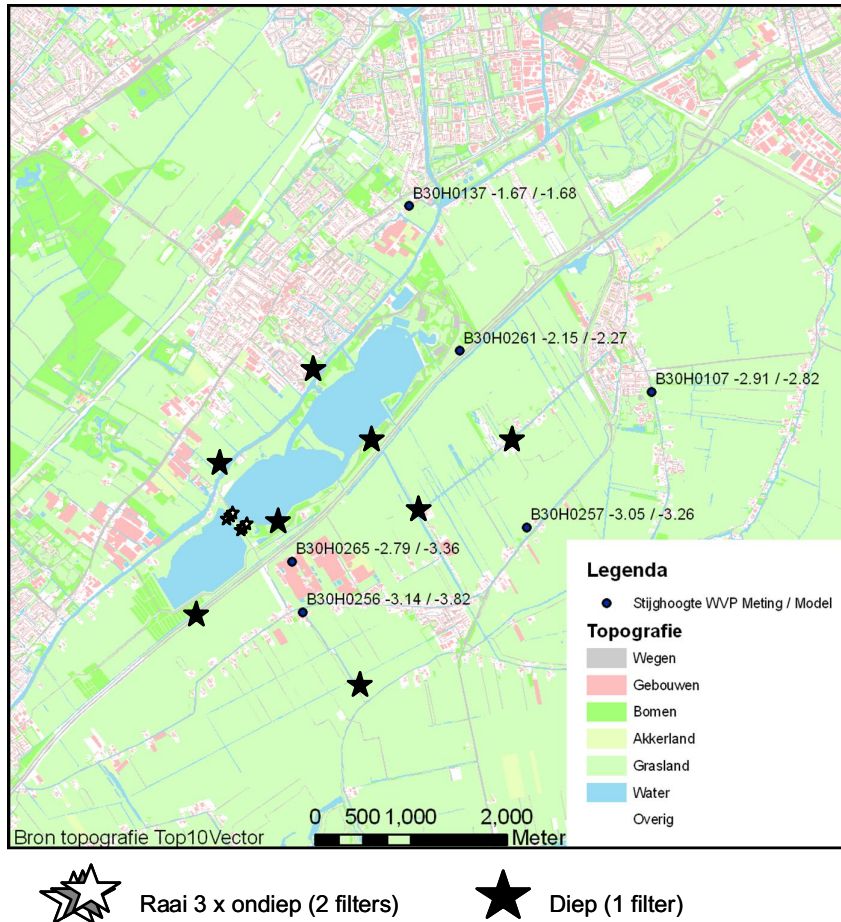 B30H0137 -1.67 / -1.68
B30H0261 -2.15 / -2.27
B30H0107 -2.91 / -2.82
B30H0257 -3.05 / -3.26
B30H0265 -2.79 / -3.36
B30H0256 -3.14 / -3.82
Legenda
Stijghoogte WVP Meting / Model
Topografie
Wegen
Gebouwen
Bomen
Akkerland
Grasland
Water
Overig
0 500 1,000 2,000
Meter
Bron topografie Top10Vector
Raai 3 x ondiep (2 filters)
Diep (1 filter)